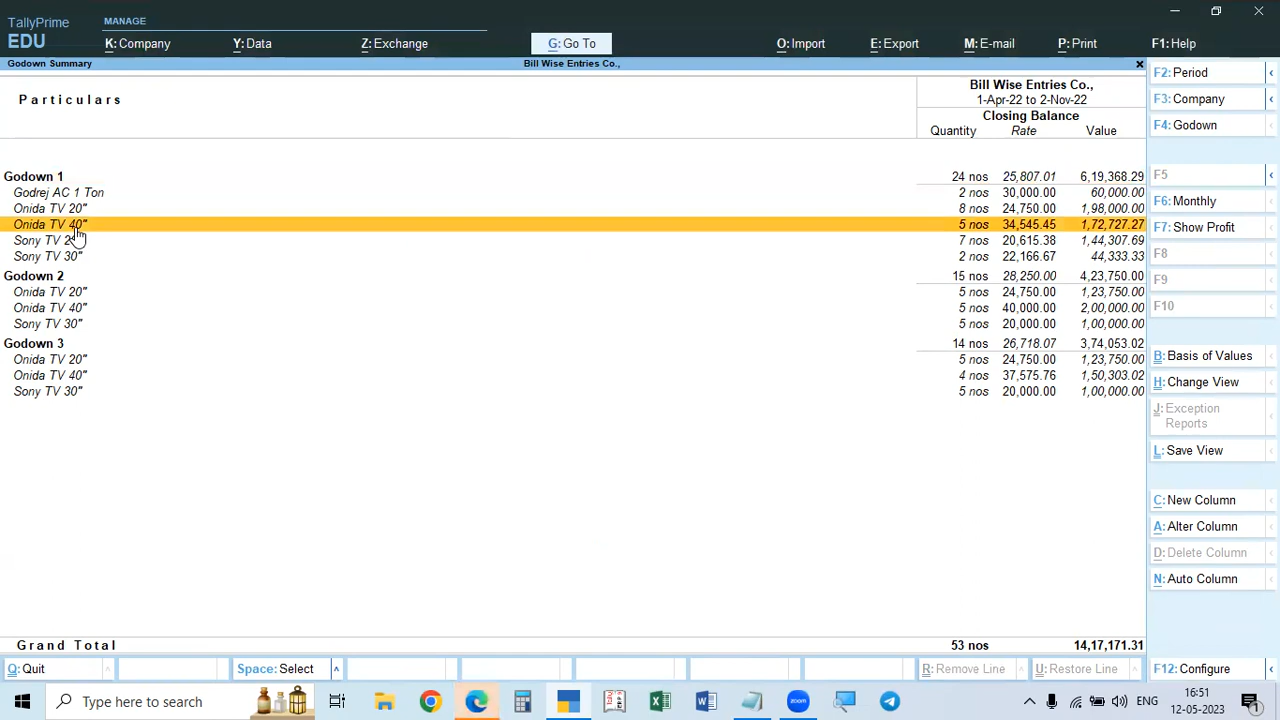 TallyPrime
EDU
MANAGE
K: Company
Y: Data
Z: Exchange
G: Go To
O: Import
E: Export
M: E-mail
P: Print
F1: Help
Godown Summary
Bill Wise Entries Co.,
Particulars
Bill Wise Entries Co.,
1-Apr-22 to 2-Nov-22
Closing Balance
Quantity Rate Value
Godown 1 24 nos 25,807.01 6,19,368.29
Godrej AC 1 Ton 2 nos 30,000.00 60,000.00
Onida TV 20" 8 nos 24,750.00 1,98,000.00
Onida TV 40" 5 nos 34,545.45 1,72,727.27
Sony TV 7 nos 20,615.38 1,44,307.69
Sony TV 30" 2 nos 22,166.67 44,333.33
Godown 2 15 nos 28,250.00 4,23,750.00
Onida TV 20" 5 nos 24,750.00 1,23,750.00
Onida TV 40" 5 nos 40,000.00 2,00,000.00
Sony TV 30" 5 nos 20,000.00 1,00,000.00
Godown 3 14 nos 26,718.07 3,74,053.02
Onida TV 20" 5 nos 24,750.00 1,23,750.00
Onida TV 40" 4 nos 37,575.76 1,50,303.02
Sony TV 30" 5 nos 20,000.00 1,00,000.00
Grand Total 53 nos 14,17,171.31
F2: Period
F3: Company
F4: Godown
F5
F6: Monthly
F7: Show Profit
F8
F9
F10
B: Basis of Values
H: Change View
J: Exception
Reports
L: Save View
C: New Column
A: Alter Column
D: Delete Column
N: Auto Column
Q: Quit
Space: Select
R: Remove Line
U: Restore Line
F12: Configure
Type here to search
zoom
ENG
16:51
12-05-2023
1